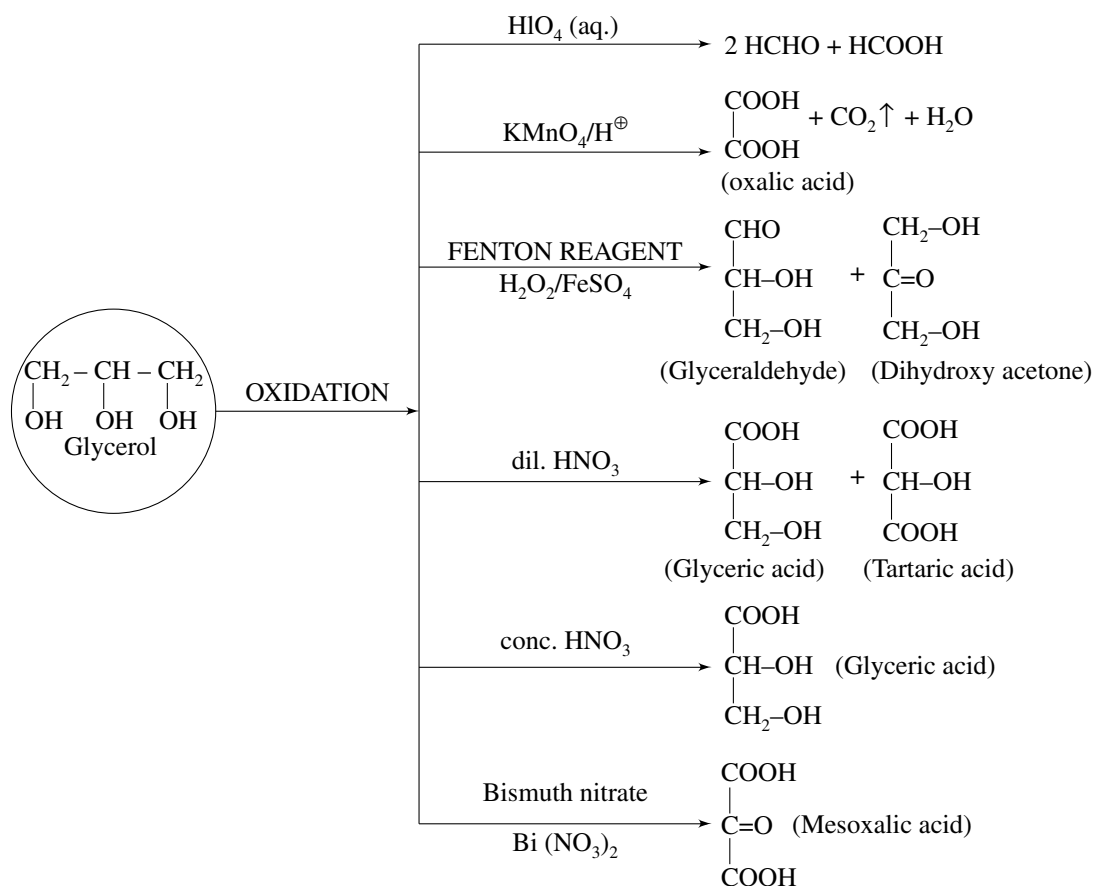 HlO₄ (aq.)
2 HCHO + HCOOH
KMnO₄/H⊕
COOH
COOH
+ CO₂↑ + H₂O
(oxalic acid)
FENTON REAGENT
H₂O₂/FeSO₄
CHO
CH–OH
CH₂–OH
(Glyceraldehyde)
+
CH₂–OH
C=O
CH₂–OH
(Dihydroxy acetone)
CH₂ – CH – CH₂
OH OH OH
Glycerol
OXIDATION
dil. HNO₃
COOH
CH–OH
CH₂–OH
(Glyceric acid)
+
COOH
CH–OH
COOH
(Tartaric acid)
conc. HNO₃
COOH
CH–OH
CH₂–OH
(Glyceric acid)
Bismuth nitrate
Bi (NO₃)₂
COOH
C=O
COOH
(Mesoxalic acid)